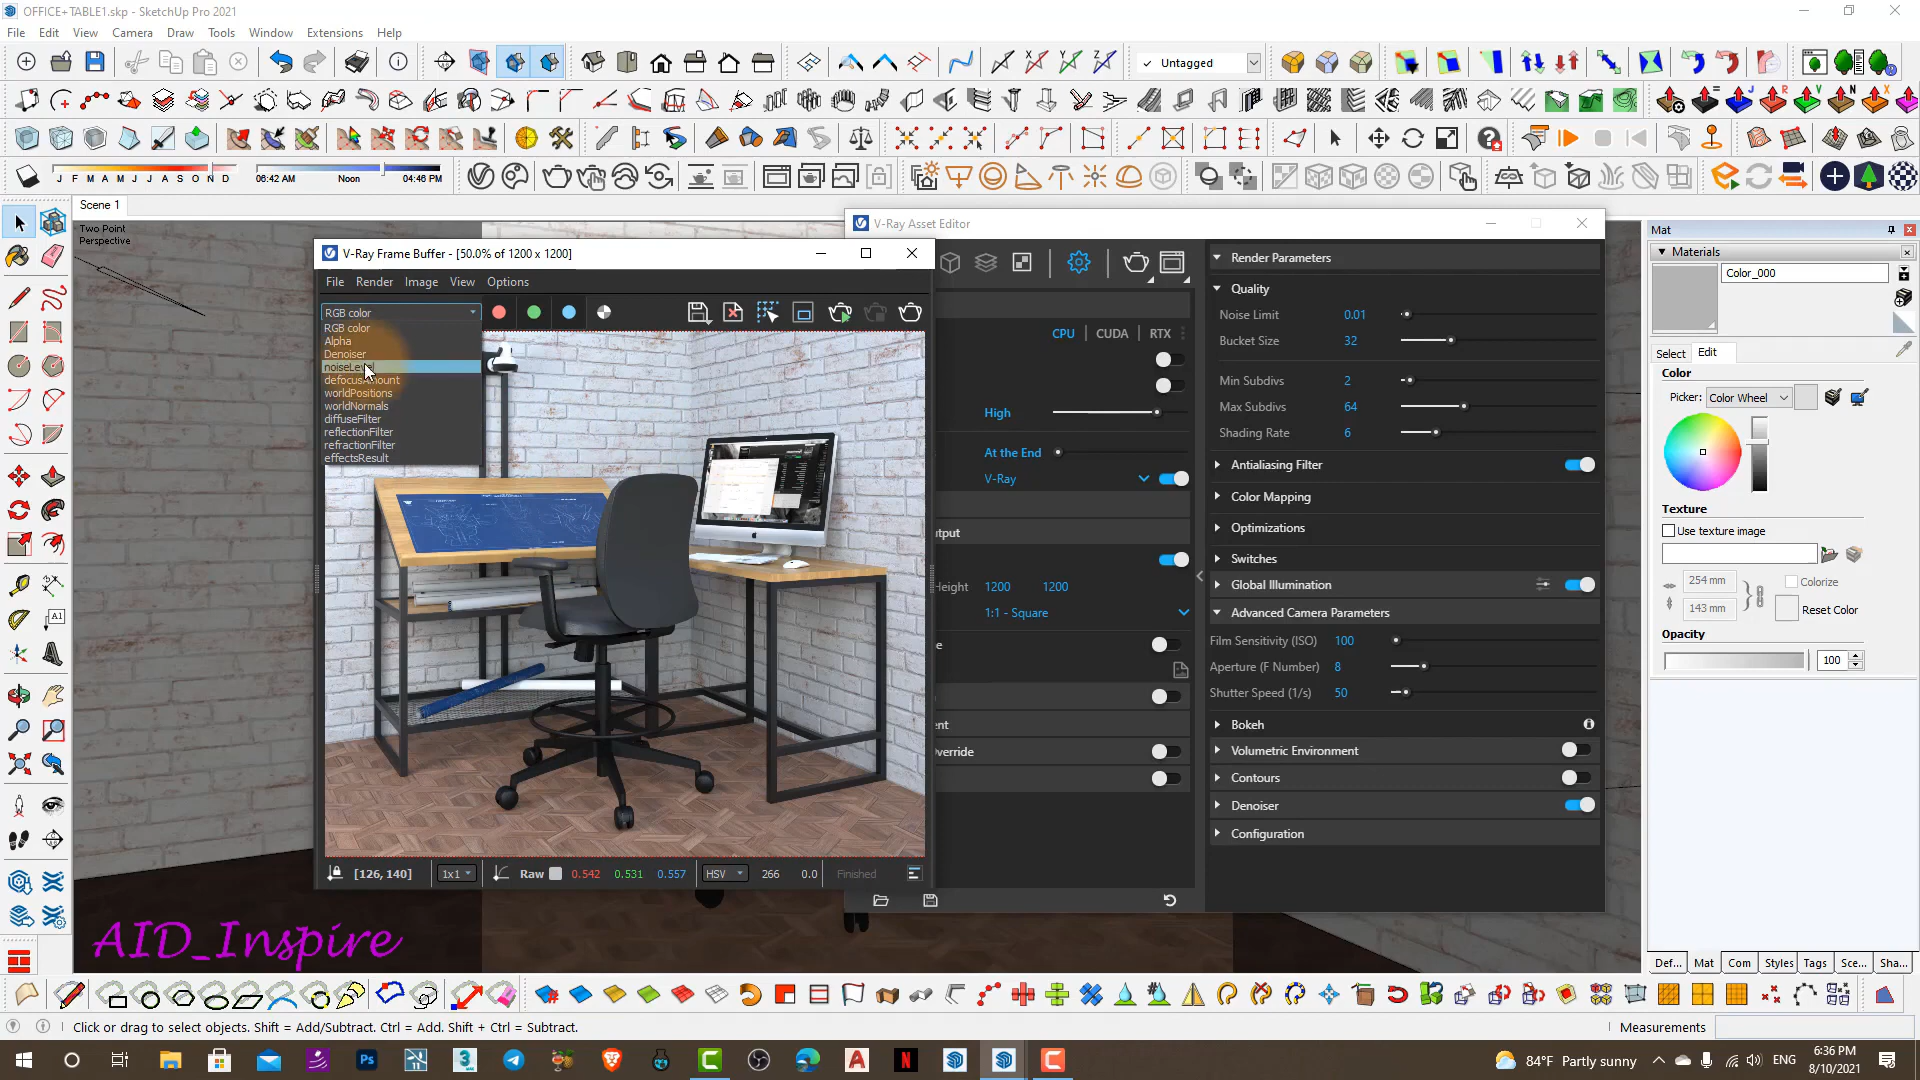 OFFICE+TABLE1.skp - SketchUp Pro 2021
File Edit View Camera Draw Tools Window Extensions Help
Untagged
J F M A M J J A S O N D
06:42 AM Noon 04:46 PM
Scene 1
Two Point
Perspective
V-Ray Asset Editor
V-Ray Frame Buffer - [50.0% of 1200 x 1200]
File Render Image View Options
RGB color
RGB color
Alpha
Denoiser
noiseLevel
defocusAmount
worldPositions
worldNormals
diffuseFilter
reflectionFilter
refractionFilter
effectsResult
[126, 140] 1x1 Raw 0.542 0.531 0.557 HSV 266 0.0 Finished
CPU CUDA RTX
High
At the End
V-Ray
utput
Height 1200 1200
1:1 - Square
e
ent
Override
Render Parameters
Quality
Noise Limit 0.01
Bucket Size 32
Min Subdivs 2
Max Subdivs 64
Shading Rate 6
Antialiasing Filter
Color Mapping
Optimizations
Switches
Global Illumination
Advanced Camera Parameters
Film Sensitivity (ISO) 100
Aperture (F Number) 8
Shutter Speed (1/s) 50
Bokeh
Volumetric Environment
Contours
Denoiser
Configuration
Mat
Materials
Color_000
Select Edit
Color
Picker: Color Wheel
Texture
Use texture image
254 mm Colorize
143 mm Reset Color
Opacity
100
Def... Mat Com Styles Tags Sce... Sha...
AID_Inspire
A1
Click or drag to select objects. Shift = Add/Subtract. Ctrl = Add. Shift + Ctrl = Subtract.
Measurements
84°F Partly sunny
ENG
6:36 PM
8/10/2021